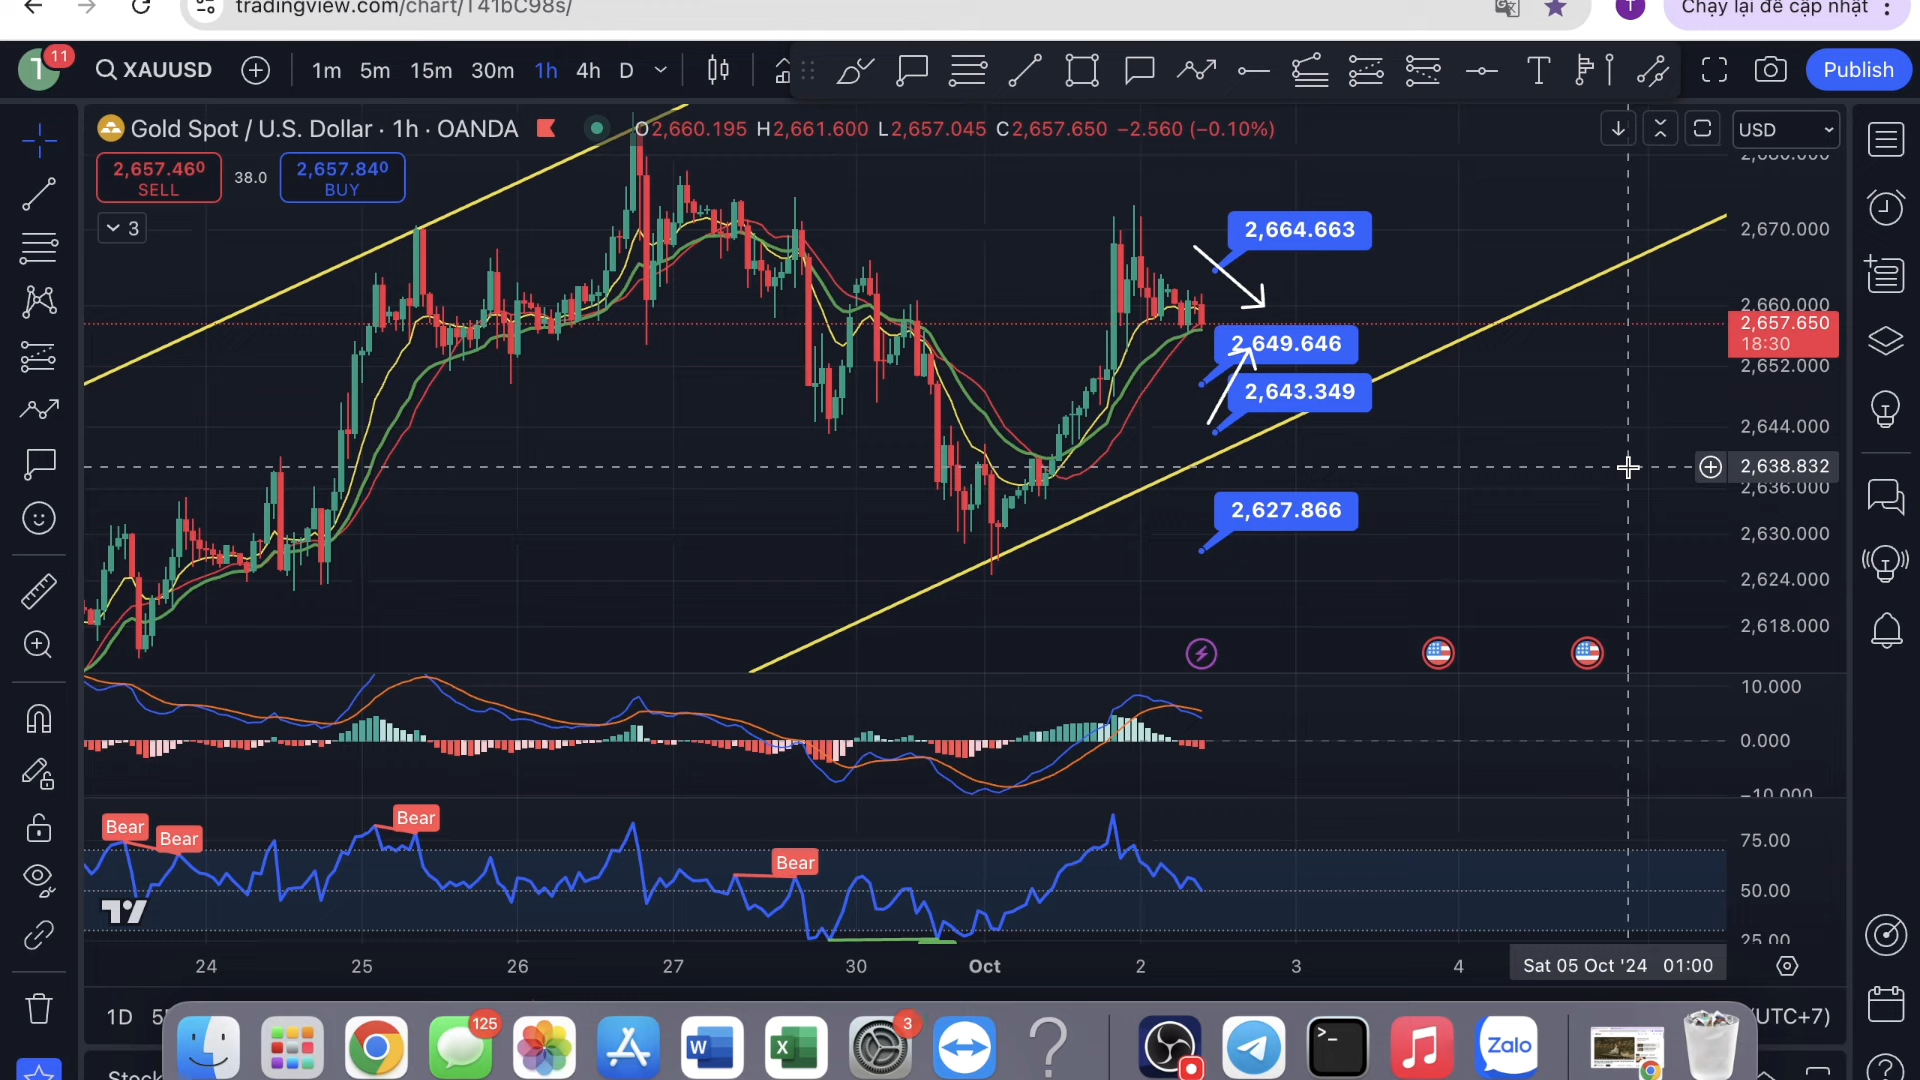 tradingview.com/chart/T41bC98s/
T
Chạy lại để cập nhật
T
11
XAUUSD
1m 5m 15m 30m 1h 4h D
T
Publish
Gold Spot / U.S. Dollar · 1h · OANDA
O2,660.195 H2,661.600 L2,657.045 C2,657.650 −2.560 (−0.10%)
USD
2,657.460
SELL
38.0
2,657.840
BUY
3
2,680.000
2,670.000
2,660.000
2,657.650
18:30
2,652.000
2,644.000
2,638.832
2,636.000
2,630.000
2,624.000
2,618.000
2,664.663
2,649.646
2,643.349
2,627.866
10.000
0.000
−10.000
Bear
Bear
Bear
Bear
75.00
50.00
25.00
24 25 26 27 30 Oct 2 3 4
Sat 05 Oct '24 01:00
1D
UTC+7)
125
3
W
X
Zalo
Stock